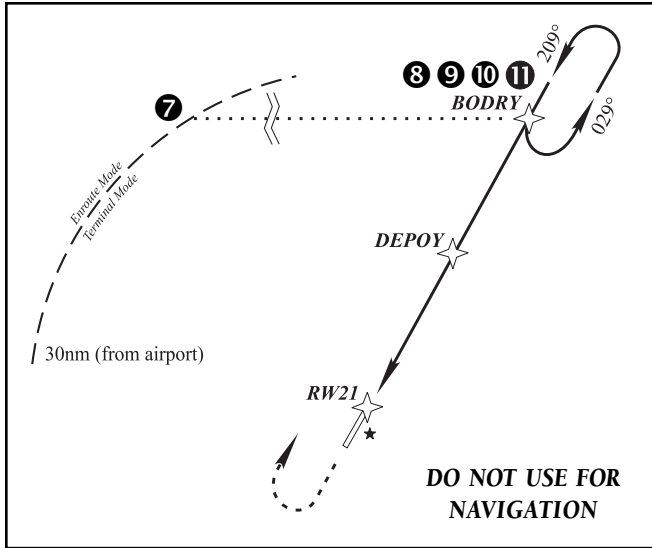 209°
8 9 10 11
BODRY
7
029°
Enroute Mode
Terminal Mode
DEPOY
30nm (from airport)
RW21
DO NOT USE FOR
NAVIGATION